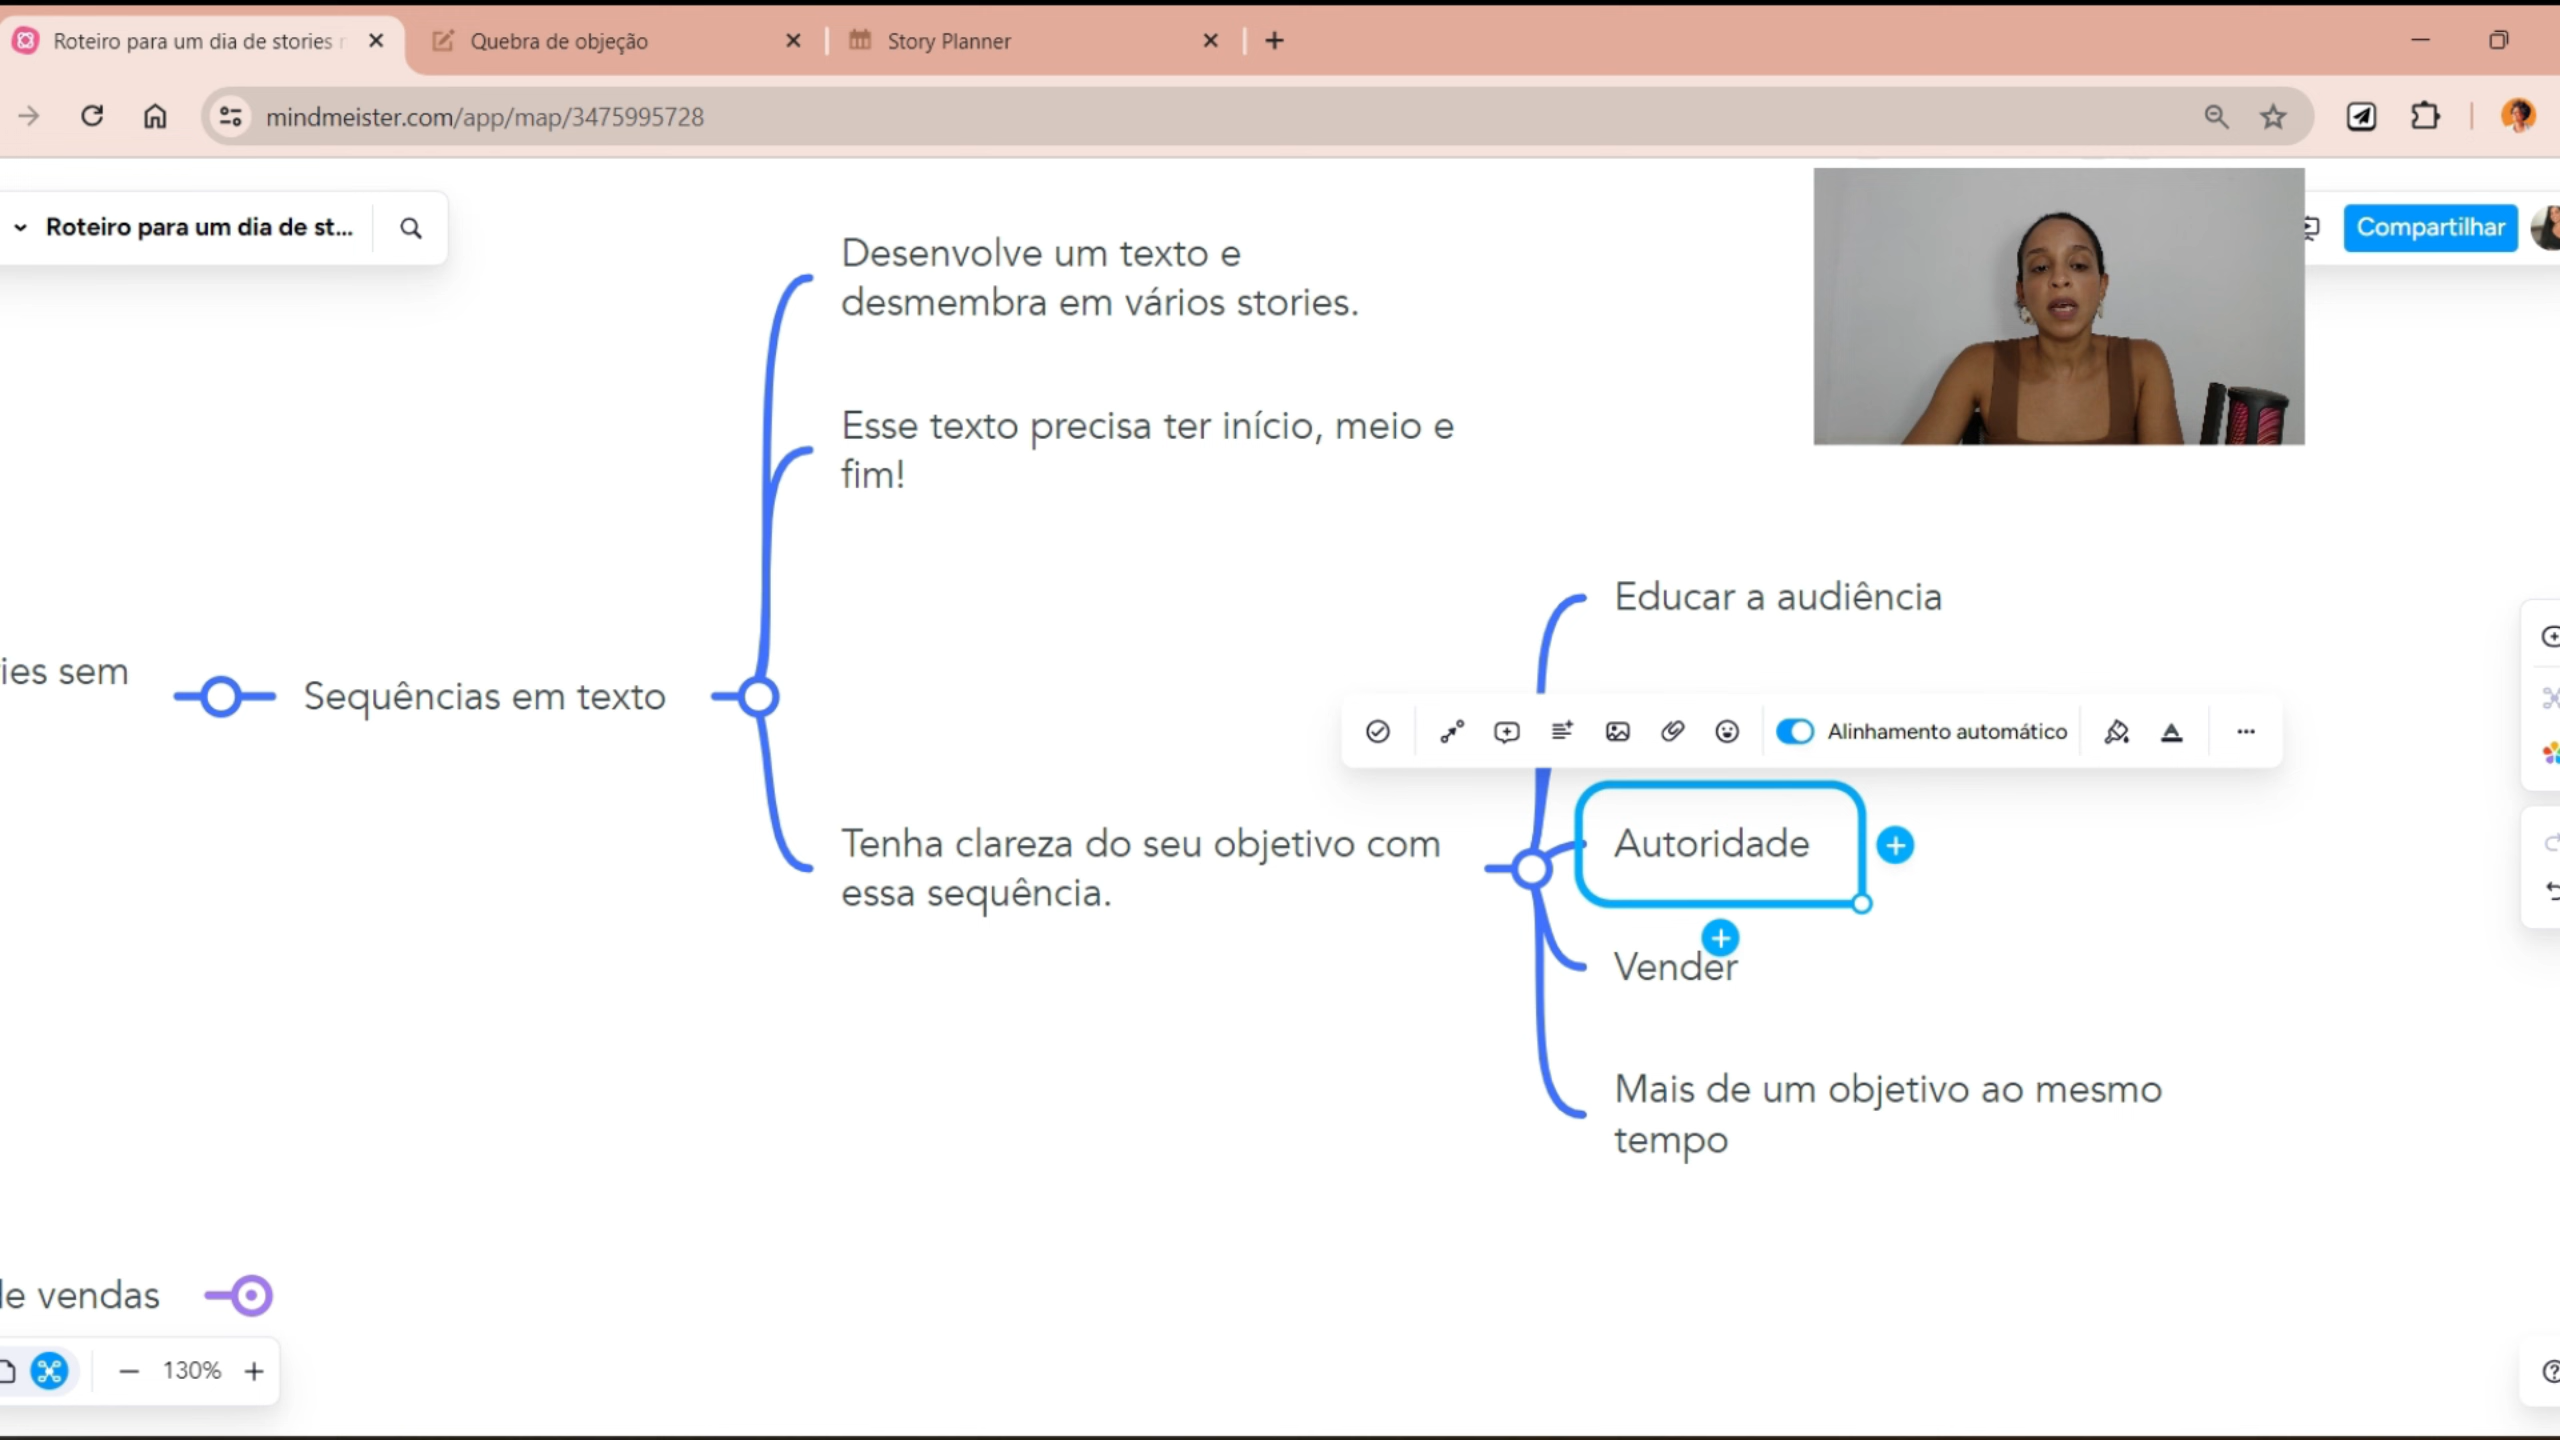 Roteiro para um dia de stories
Quebra de objeção
Story Planner
mindmeister.com/app/map/3475995728
Roteiro para um dia de st...
Compartilhar
Desenvolve um texto e
desmembra em vários stories.
Esse texto precisa ter início, meio e
fim!
Educar a audiência
ies sem
Sequências em texto
Alinhamento automático
Tenha clareza do seu objetivo com
essa sequência.
Autoridade
Vender
Mais de um objetivo ao mesmo
tempo
de vendas
130%